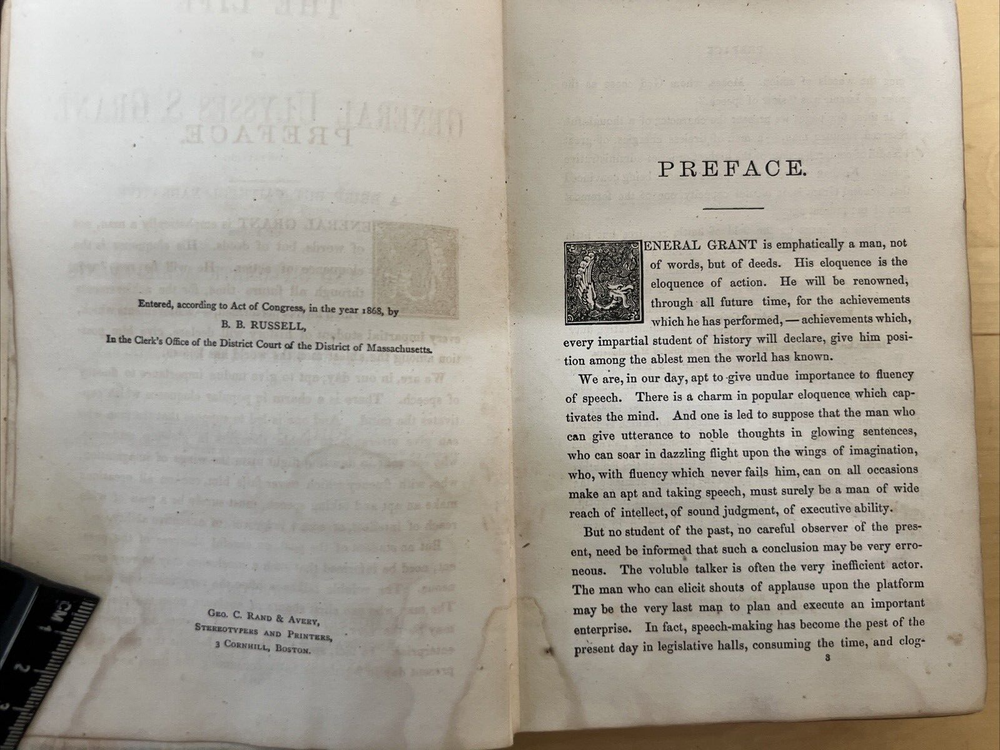 Entered, according to Act of Congress, in the year 1868, by
B. B. RUSSELL,
In the Clerk's Office of the District Court of the District of Massachusetts.
GEO. C. RAND & AVERY,
STEREOTYPERS AND PRINTERS,
3 CORNHILL, BOSTON.
CM 1
2
3
PREFACE.
GENERAL GRANT is emphatically a man, not
of words, but of deeds. His eloquence is the
eloquence of action. He will be renowned,
through all future time, for the achievements
which he has performed, — achievements which,
every impartial student of history will declare, give him posi-
tion among the ablest men the world has known.
We are, in our day, apt to give undue importance to fluency
of speech. There is a charm in popular eloquence which cap-
tivates the mind. And one is led to suppose that the man who
can give utterance to noble thoughts in glowing sentences,
who can soar in dazzling flight upon the wings of imagination,
who, with fluency which never fails him, can on all occasions
make an apt and taking speech, must surely be a man of wide
reach of intellect, of sound judgment, of executive ability.
But no student of the past, no careful observer of the pres-
ent, need be informed that such a conclusion may be very erro-
neous. The voluble talker is often the very inefficient actor.
The man who can elicit shouts of applause upon the platform
may be the very last man to plan and execute an important
enterprise. In fact, speech-making has become the pest of the
present day in legislative halls, consuming the time, and clog-
3